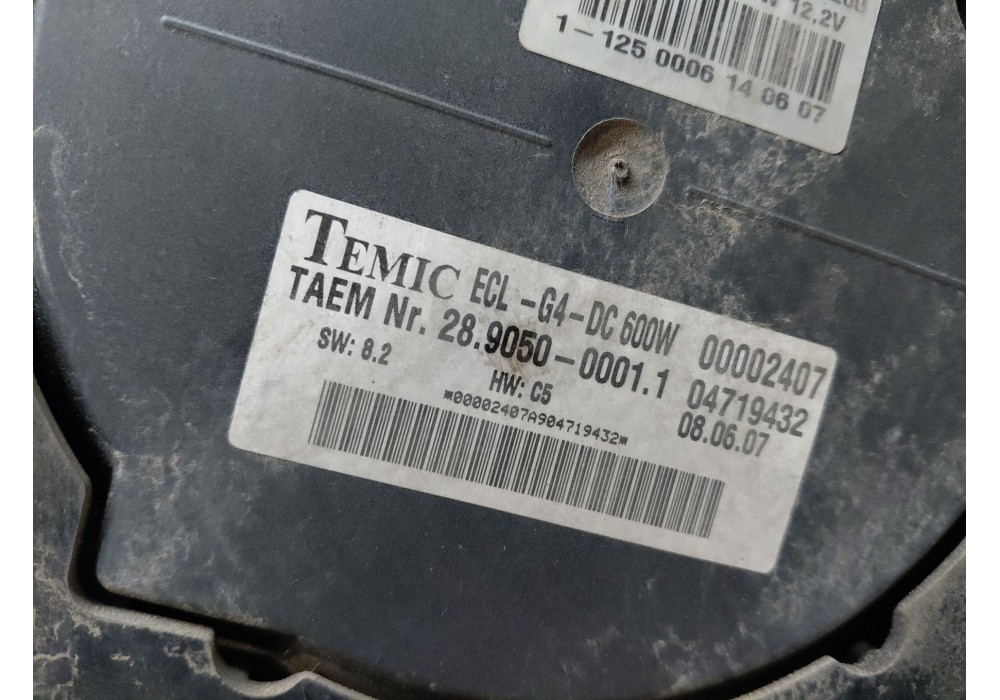 12.2V
1-125 0006 14 06 07
TEMIC ECL -G4-DC 600W 00002407
TAEM Nr. 28.9050-0001.1 04719432
SW: 8.2 HW: C5 08.06.07
*00002407A904719432*